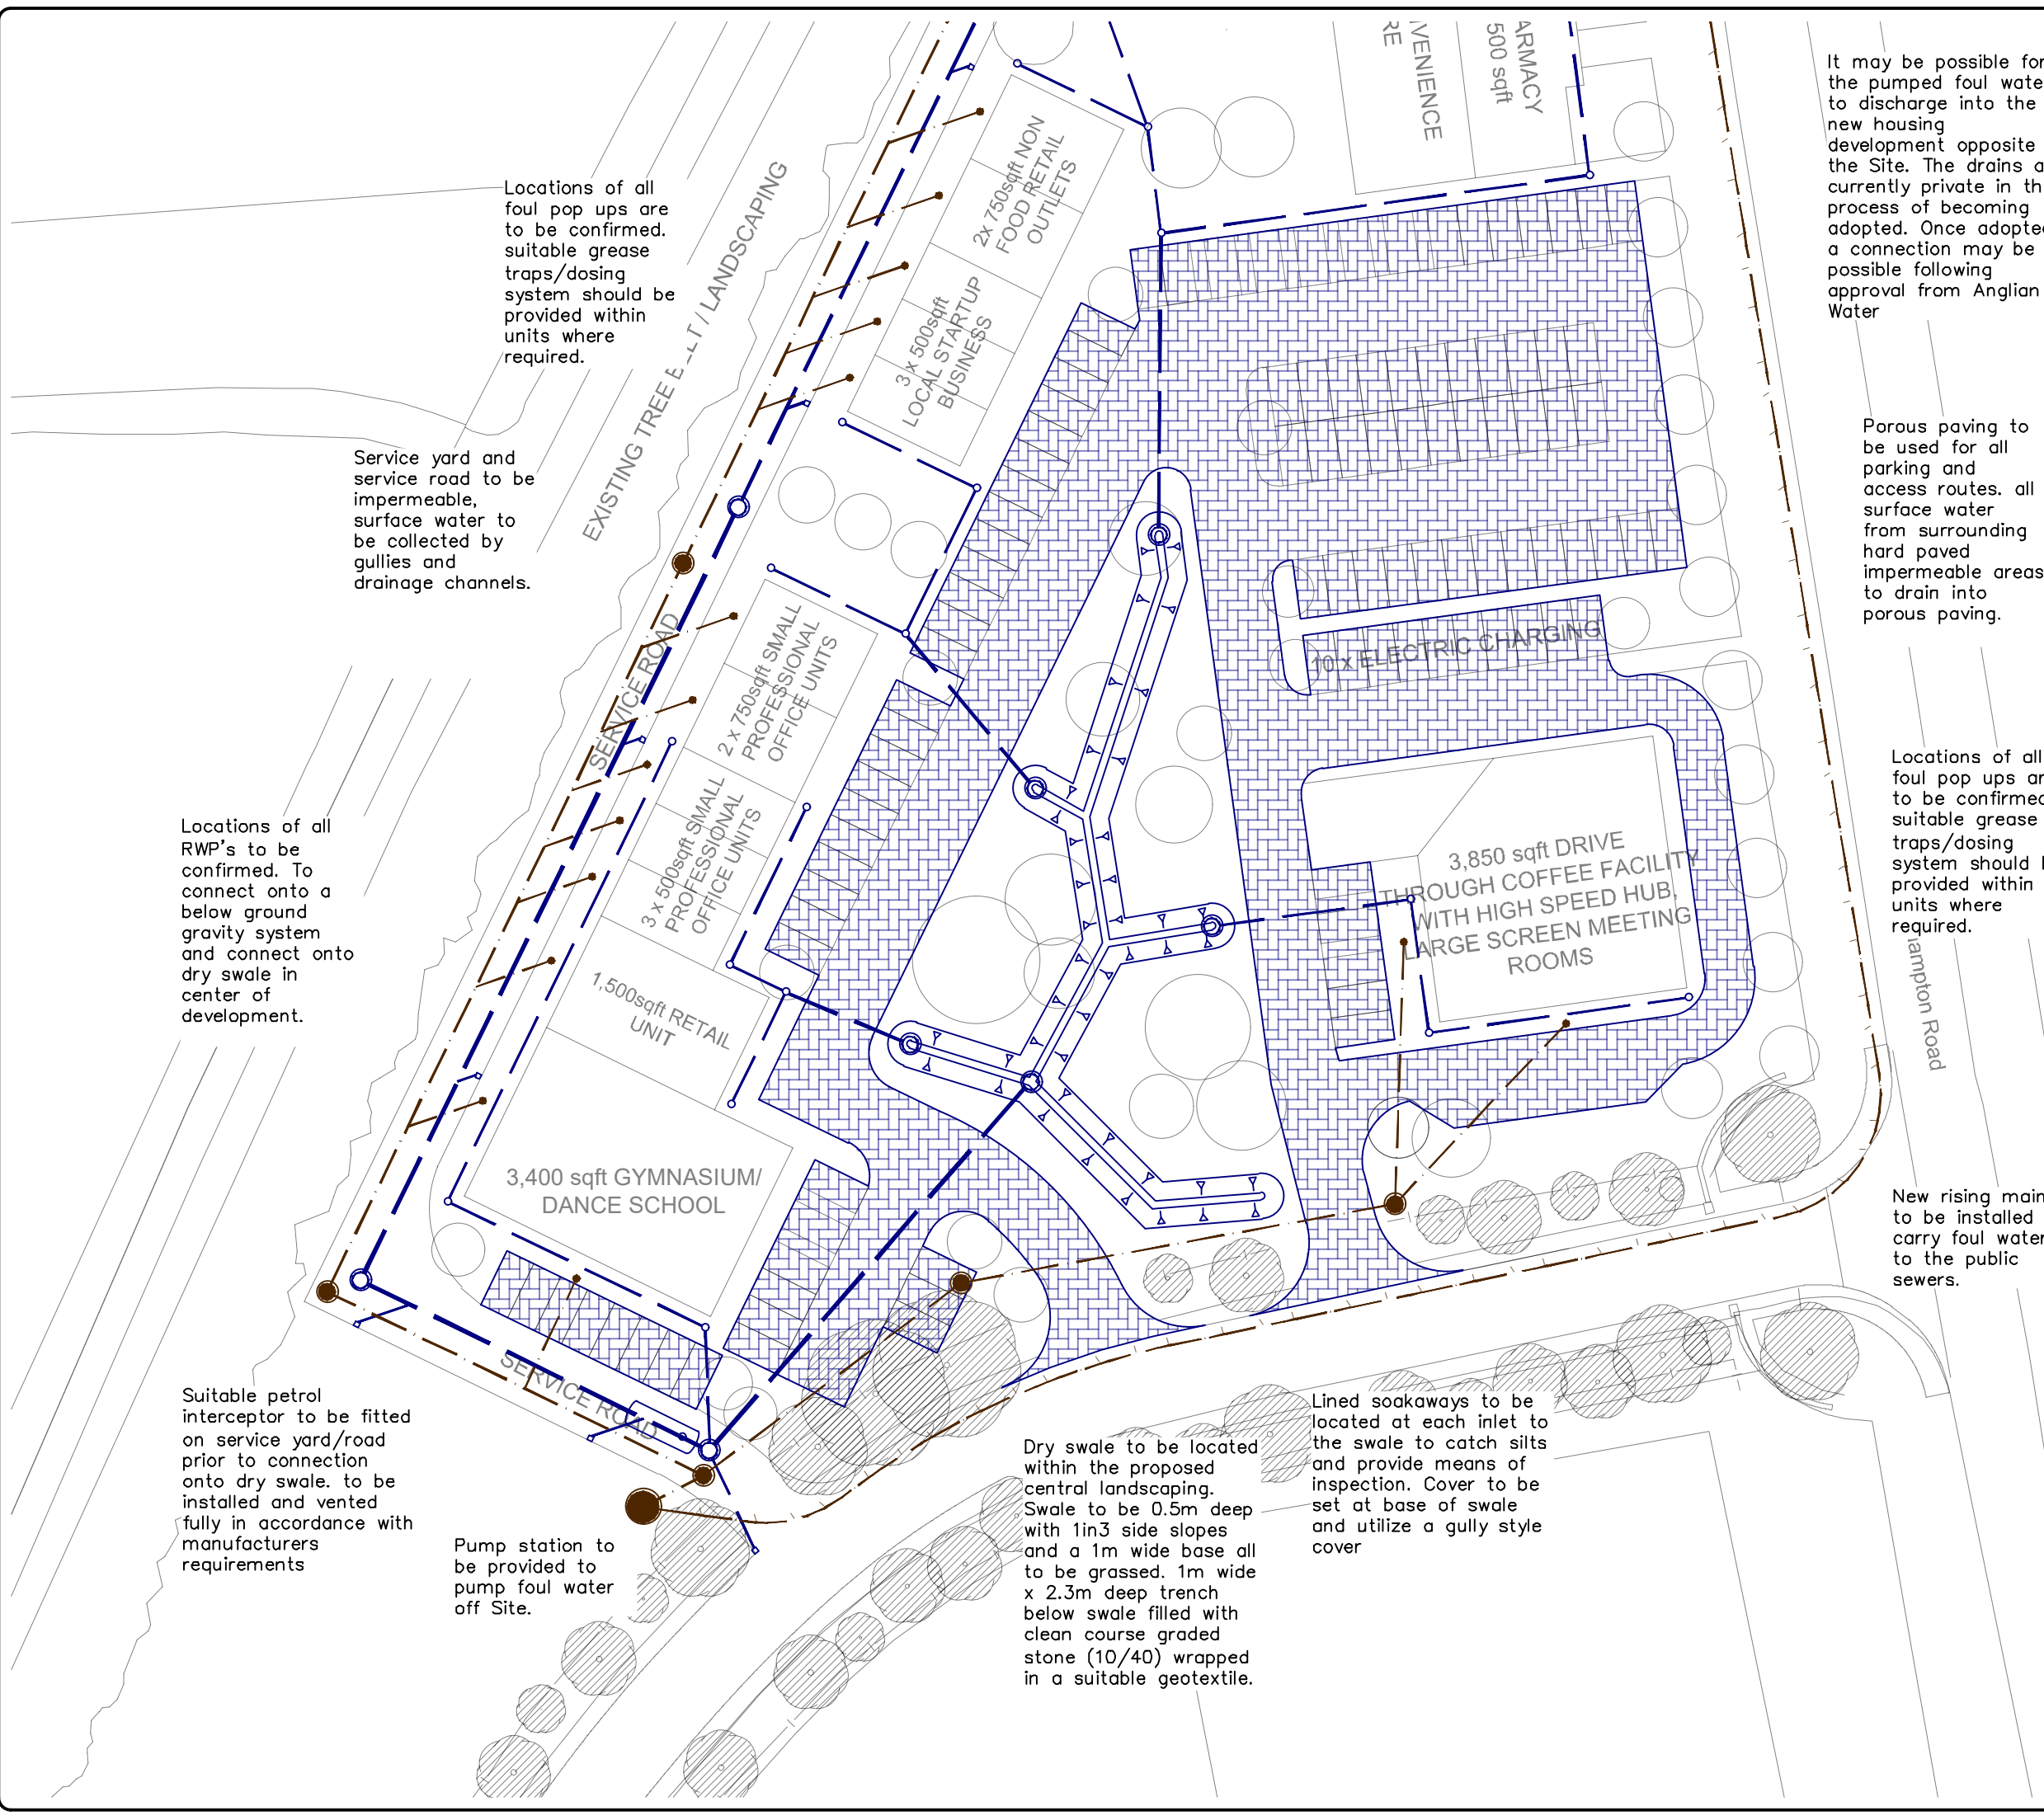 VENIENCE
RE
ARMACY
500 sqft
It may be possible for
the pumped foul wate
to discharge into the
new housing
development opposite
the Site. The drains a
currently private in th
process of becoming
adopted. Once adopte
a connection may be
possible following
approval from Anglian
Water
Locations of all
foul pop ups are
to be confirmed.
suitable grease
traps/dosing
system should be
provided within
units where
required.
EXISTING TREE BELT / LANDSCAPING
2x 750sqft NON
FOOD RETAIL
OUTLETS
3 x 500sqft
LOCAL STARTUP
BUSINESS
Service yard and
service road to be
impermeable,
surface water to
be collected by
gullies and
drainage channels.
Porous paving to
be used for all
parking and
access routes. all
surface water
from surrounding
hard paved
impermeable areas
to drain into
porous paving.
SERVICE ROAD
2 x 750sqft SMALL
PROFESSIONAL
OFFICE UNITS
10 x ELECTRIC CHARGING
3 x 500sqft SMALL
PROFESSIONAL
OFFICE UNITS
Locations of all
RWP's to be
confirmed. To
connect onto a
below ground
gravity system
and connect onto
dry swale in
center of
development.
3,850 sqft DRIVE
THROUGH COFFEE FACILITY
WITH HIGH SPEED HUB,
LARGE SCREEN MEETING
ROOMS
Locations of all
foul pop ups ar
to be confirmed
suitable grease
traps/dosing
system should b
provided within
units where
required.
1,500sqft RETAIL
UNIT
ampton Road
3,400 sqft GYMNASIUM/
DANCE SCHOOL
New rising main
to be installed
carry foul water
to the public
sewers.
SERVICE ROAD
Suitable petrol
interceptor to be fitted
on service yard/road
prior to connection
onto dry swale. to be
installed and vented
fully in accordance with
manufacturers
requirements
Pump station to
be provided to
pump foul water
off Site.
Dry swale to be located
within the proposed
central landscaping.
Swale to be 0.5m deep
with 1in3 side slopes
and a 1m wide base all
to be grassed. 1m wide
x 2.3m deep trench
below swale filled with
clean course graded
stone (10/40) wrapped
in a suitable geotextile.
Lined soakaways to be
located at each inlet to
the swale to catch silts
and provide means of
inspection. Cover to be
set at base of swale
and utilize a gully style
cover